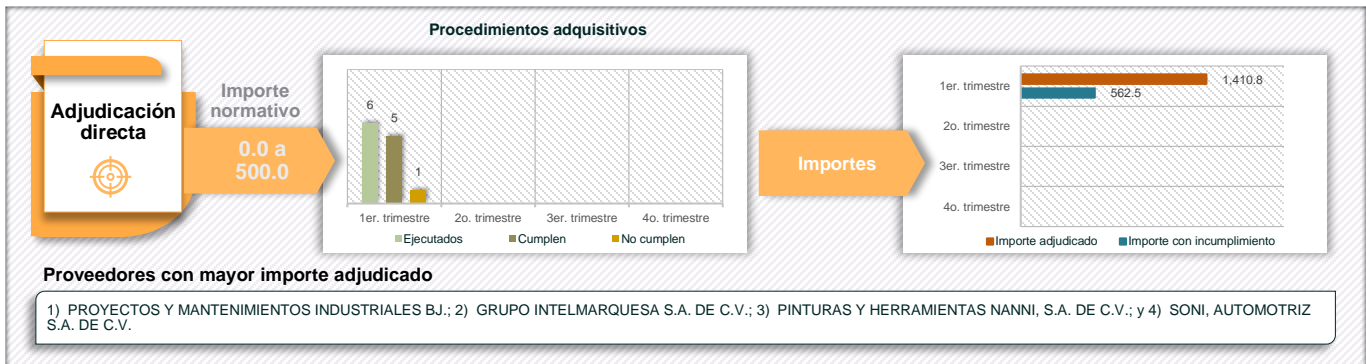 Procedimientos adquisitivos
Adjudicación
directa
Importe
normativo
0.0 a
500.0
6
5
1
1er. trimestre
2o. trimestre
3er. trimestre
4o. trimestre
Ejecutados
Cumplen
No cumplen
Importes
1er. trimestre
1,410.8
562.5
2o. trimestre
3er. trimestre
4o. trimestre
Importe adjudicado
Importe con incumplimiento
Proveedores con mayor importe adjudicado
1) PROYECTOS Y MANTENIMIENTOS INDUSTRIALES BJ.; 2) GRUPO INTELMARQUESA S.A. DE C.V.; 3) PINTURAS Y HERRAMIENTAS NANNI, S.A. DE C.V.; y 4) SONI, AUTOMOTRIZ
S.A. DE C.V.